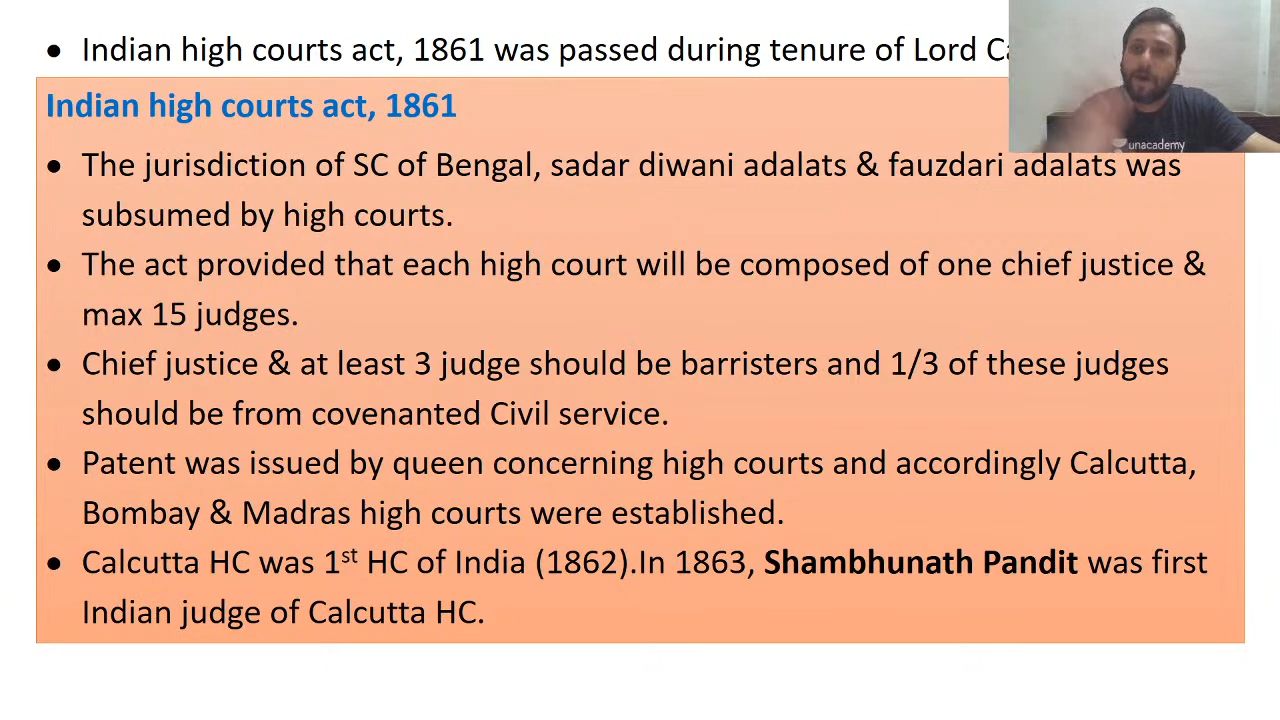 • Indian high courts act, 1861 was passed during tenure of Lord
Indian high courts act, 1861
• The jurisdiction of SC of Bengal, sadar diwani adalats & fauzdari adalats was
subsumed by high courts.
• The act provided that each high court will be composed of one chief justice &
max 15 judges.
• Chief justice & at least 3 judge should be barristers and 1/3 of these judges
should be from covenanted Civil service.
• Patent was issued by queen concerning high courts and accordingly Calcutta,
Bombay & Madras high courts were established.
• Calcutta HC was 1st HC of India (1862).In 1863, Shambhunath Pandit was first
Indian judge of Calcutta HC.
unacademy